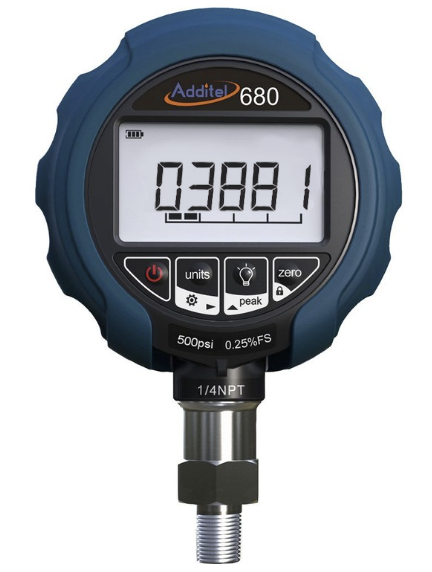 Additel 680
03881
units
zero
peak
500psi 0.25%FS
1/4NPT